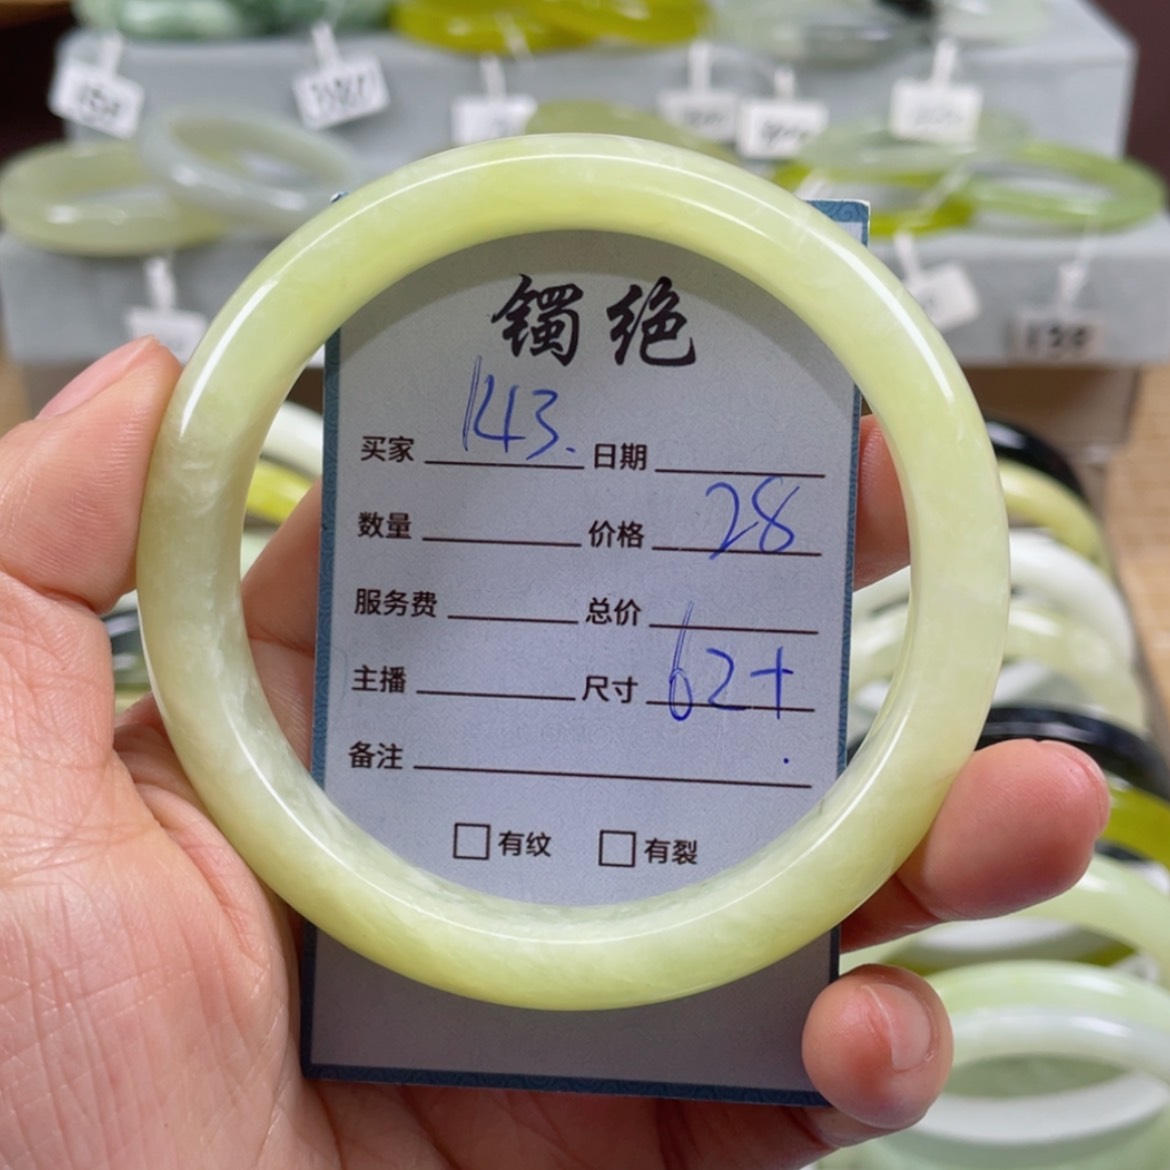 镯绝
买家 143. 日期
数量 价格 28
服务费 总价
主播 尺寸 62+
备注
□有纹 □有裂
150